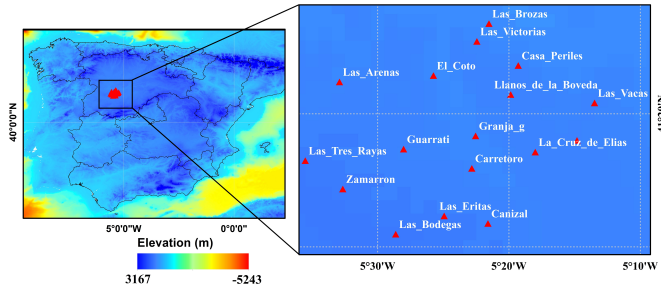 Las_Brozas
Las_Victorias
Casa_Periles
El_Coto
Las_Arenas
Llanos_de_la_Boveda
Las_Vacas
Granja_g
Guarrati
La_Cruz_de_Elias
Las_Tres_Rayas
Carretoro
Zamarron
Las_Eritas
Canizal
Las_Bodegas
40°0'0"N
5°0'0"W
0°0'0"
5°30'W
5°20'W
5°10'W
Elevation (m)
3167
-5243